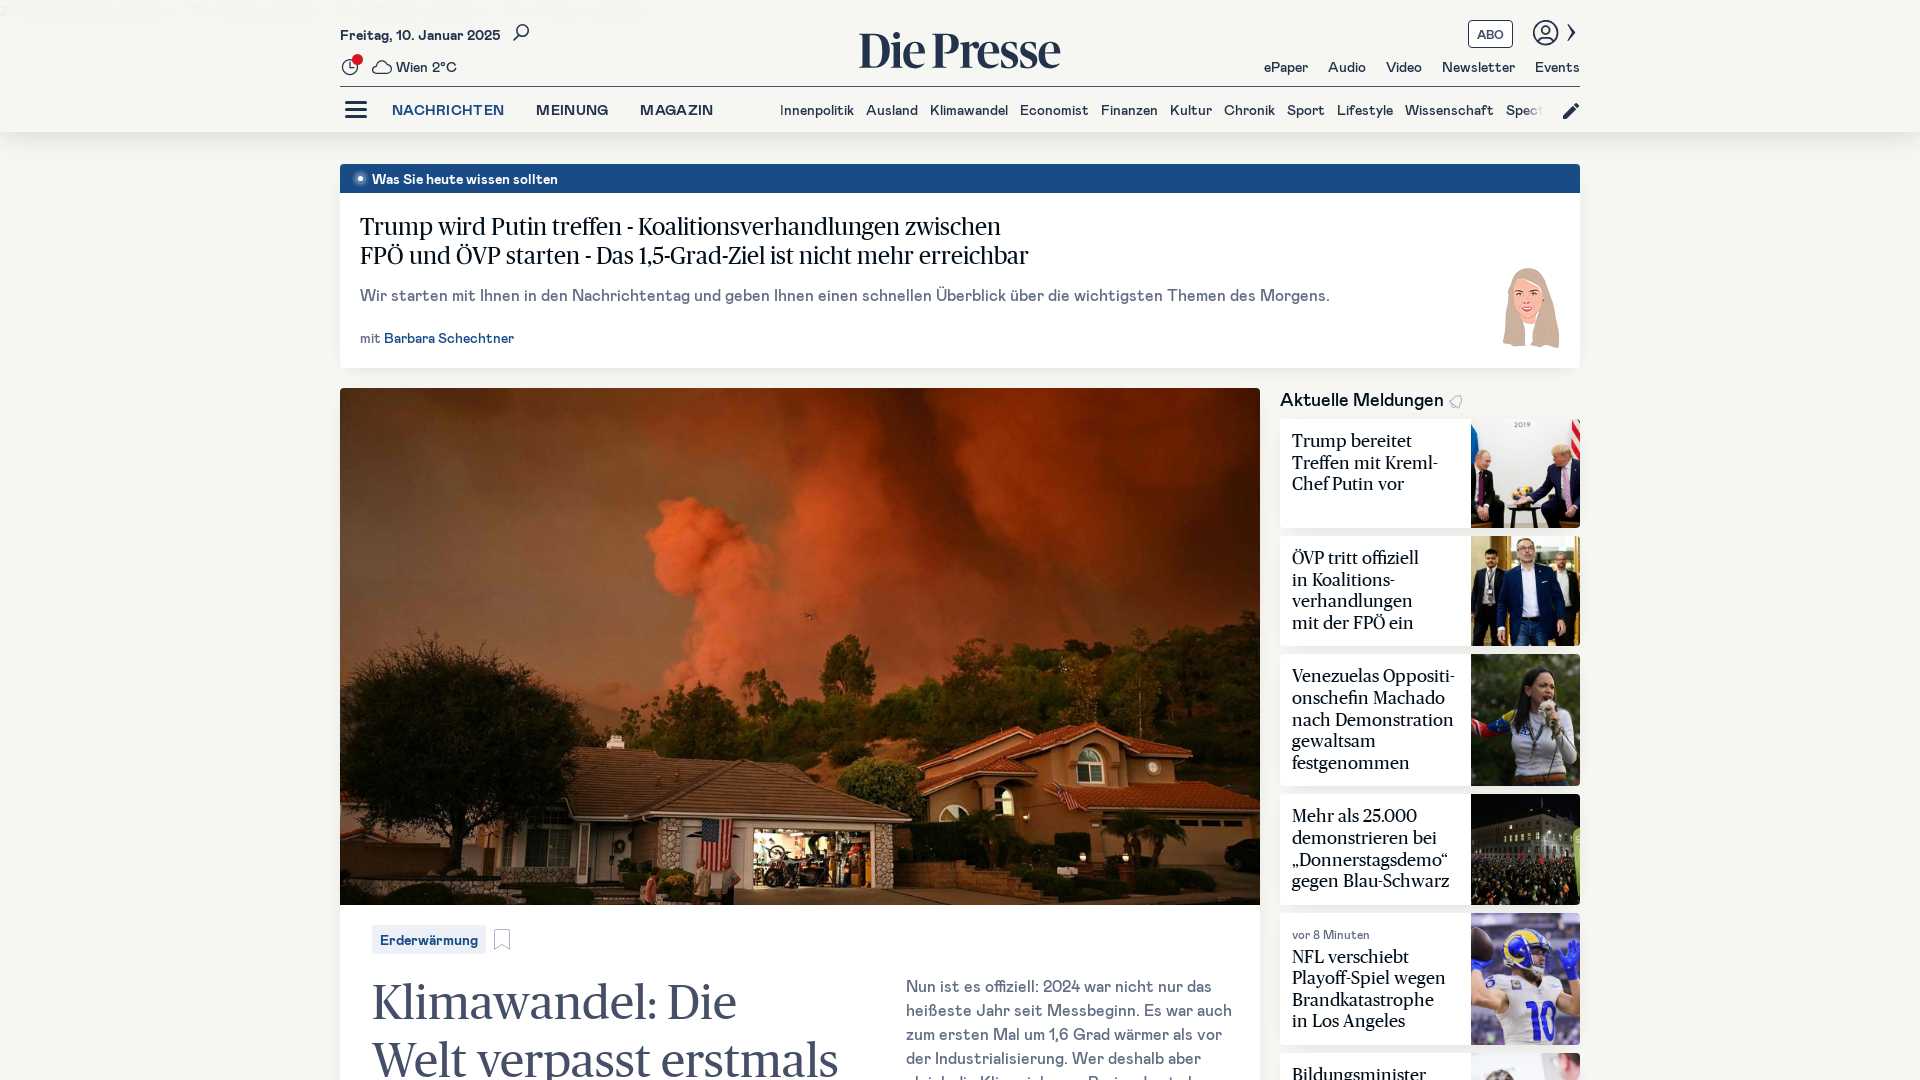 Freitag, 10. Januar 2025
Wien 2°C
Die Presse
ABO
ePaper Audio Video Newsletter Events
NACHRICHTEN MEINUNG MAGAZIN
Innenpolitik Ausland Klimawandel Economist Finanzen Kultur Chronik Sport Lifestyle Wissenschaft Spect
Was Sie heute wissen sollten
Trump wird Putin treffen - Koalitionsverhandlungen zwischen
FPÖ und ÖVP starten - Das 1,5-Grad-Ziel ist nicht mehr erreichbar
Wir starten mit Ihnen in den Nachrichtentag und geben Ihnen einen schnellen Überblick über die wichtigsten Themen des Morgens.
mit Barbara Schechtner
Erderwärmung
Klimawandel: Die
Welt verpasst erstmals
Nun ist es offiziell: 2024 war nicht nur das
heißeste Jahr seit Messbeginn. Es war auch
zum ersten Mal um 1,6 Grad wärmer als vor
der Industrialisierung. Wer deshalb aber
Aktuelle Meldungen
Trump bereitet
Treffen mit Kreml-
Chef Putin vor
2019
ÖVP tritt offiziell
in Koalitions-
verhandlungen
mit der FPÖ ein
Venezuelas Oppositi-
onschefin Machado
nach Demonstration
gewaltsam
festgenommen
Mehr als 25.000
demonstrieren bei
„Donnerstagsdemo“
gegen Blau-Schwarz
vor 8 Minuten
NFL verschiebt
Playoff-Spiel wegen
Brandkatastrophe
in Los Angeles
10
Bildungsminister